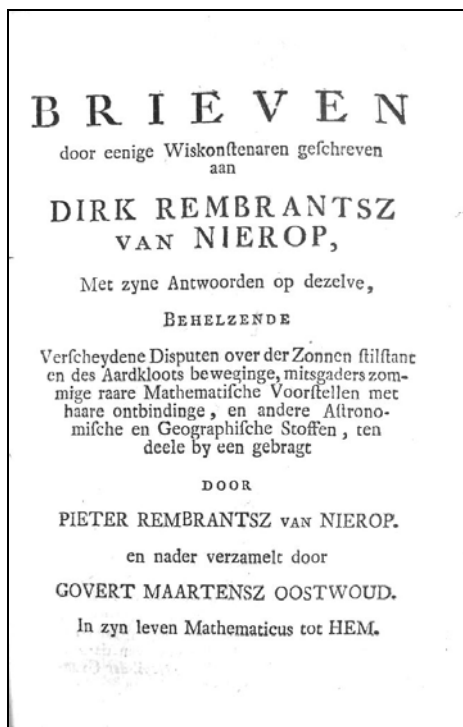 BRIEVEN
door eenige Wiskonſtenaren geſchreven
aan
DIRK REMBRANTSZ
VAN NIEROP,
Met zyne Antwoorden op dezelve,
BEHELZENDE
Verſcheydene Disputen over der Zonnen ſtilſtant
en des Aardkloots beweginge, mitsgaders zom-
mige raare Mathematiſche Voorſtellen met
haare ontbindinge, en andere Aſtrono-
miſche en Geographiſche Stoffen, ten
deele by een gebragt
DOOR
PIETER REMBRANTSZ VAN NIEROP.
en nader verzamelt door
GOVERT MAARTENSZ OOSTWOUD.
In zyn leven Mathematicus tot HEM.